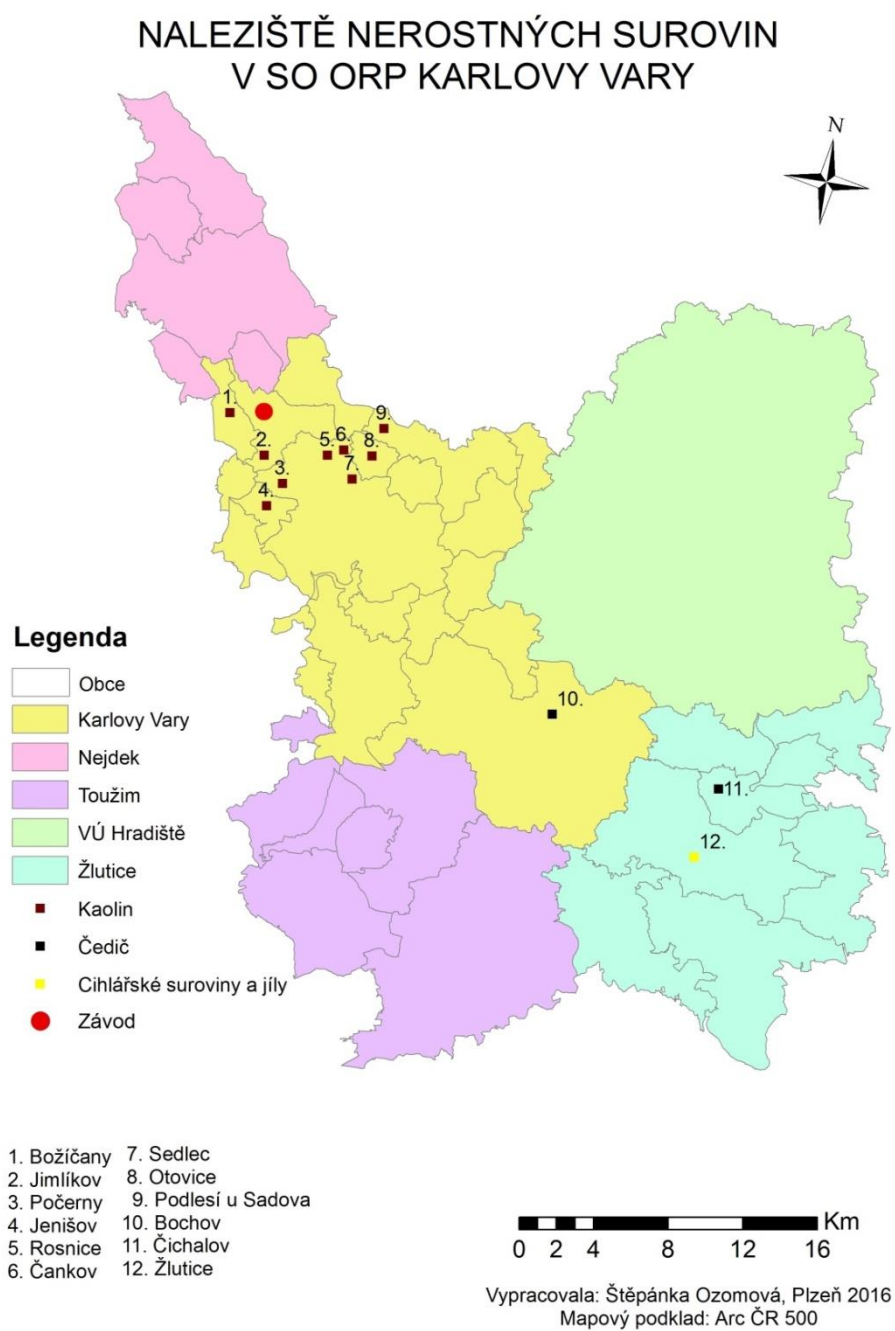 NALEZIŠTĚ NEROSTNÝCH SUROVIN
V SO ORP KARLOVY VARY
N
1.
2.
3.
4.
5.
6.
7.
8.
9.
10.
11.
12.
Legenda
Obce
Karlovy Vary
Nejdek
Toužim
VÚ Hradiště
Žlutice
Kaolin
Čedič
Cihlářské suroviny a jíly
Závod
1. Božíčany
2. Jimlíkov
3. Počerny
4. Jenišov
5. Rosnice
6. Čankov
7. Sedlec
8. Otovice
9. Podlesí u Sadova
10. Bochov
11. Čichalov
12. Žlutice
Km
0 2 4 8 12 16
Vypracovala: Štěpánka Ozomová, Plzeň 2016
Mapový podklad: Arc ČR 500